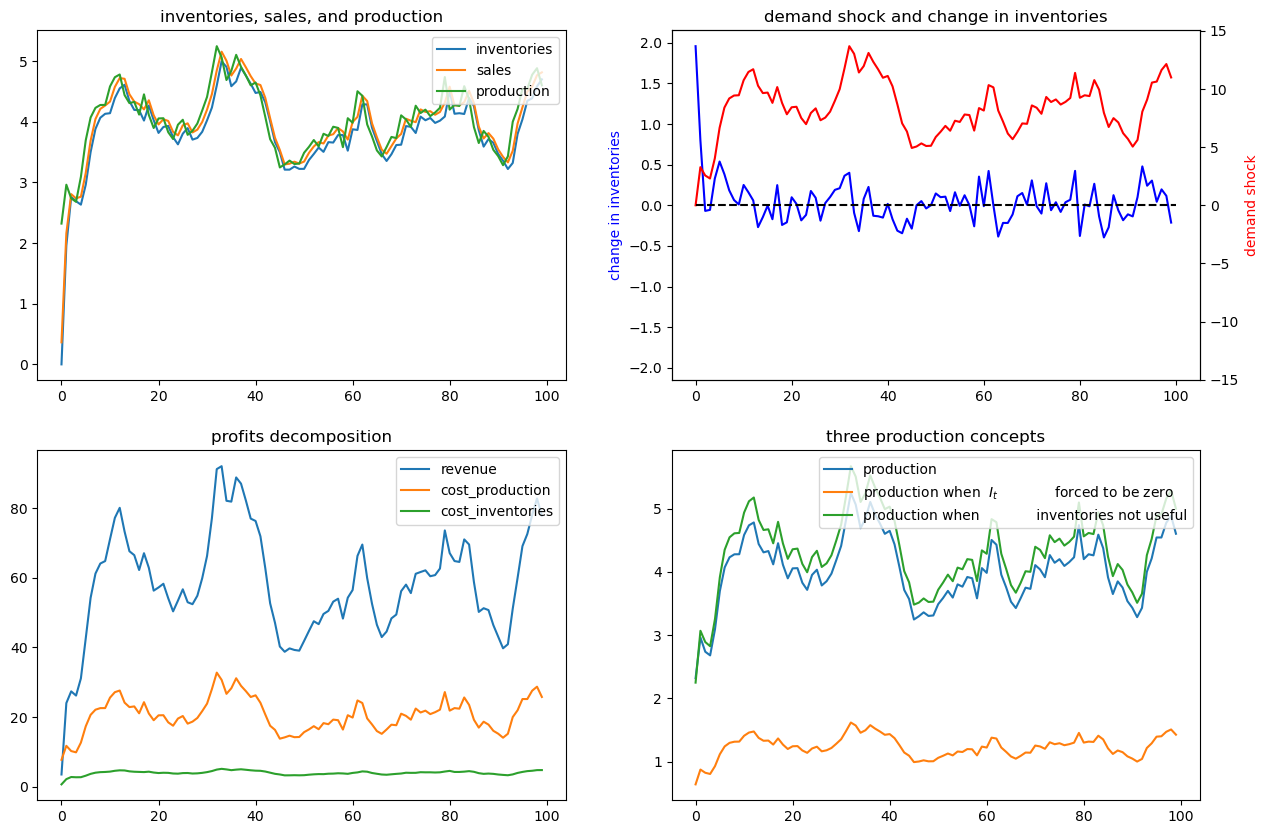 inventories, sales, and production
inventories
sales
production
5
4
3
2
1
0
0 20 40 60 80 100
demand shock and change in inventories
change in inventories
2.0
1.5
1.0
0.5
0.0
−0.5
−1.0
−1.5
−2.0
15
10
5
0
−5
−10
−15
demand shock
0 20 40 60 80 100
profits decomposition
revenue
cost_production
cost_inventories
80
60
40
20
0
0 20 40 60 80 100
three production concepts
production
production when I_t forced to be zero
production when inventories not useful
5
4
3
2
1
0 20 40 60 80 100